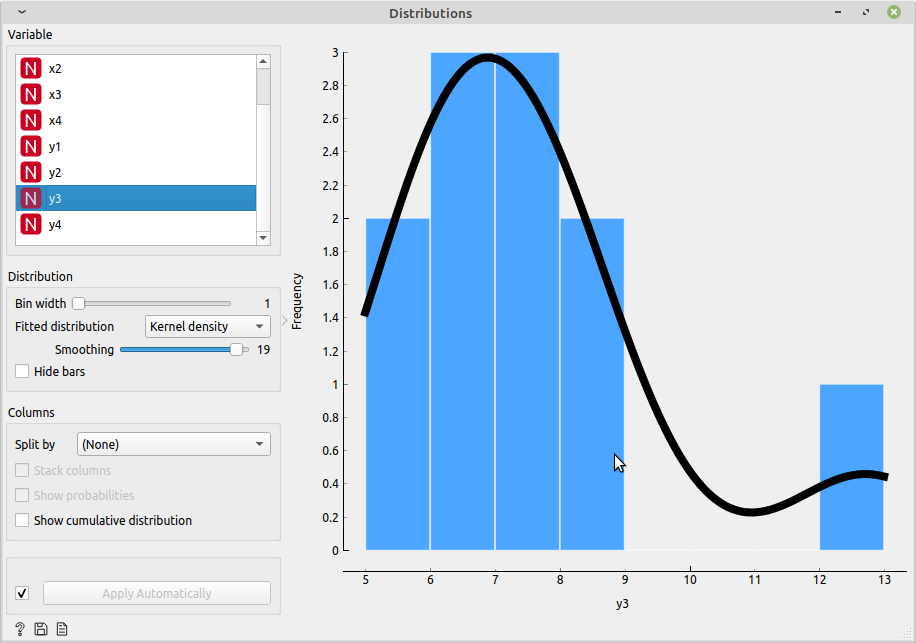 Distributions
Variable
N x2
N x3
N x4
N y1
N y2
N y3
N y4
Distribution
Bin width 1
Fitted distribution Kernel density
Smoothing 19
Hide bars
Columns
Split by (None)
Stack columns
Show probabilities
Show cumulative distribution
Apply Automatically
?
Frequency
3
2.8
2.6
2.4
2.2
2
1.8
1.6
1.4
1.2
1
0.8
0.6
0.4
0.2
0
5 6 7 8 9 10 11 12 13
y3